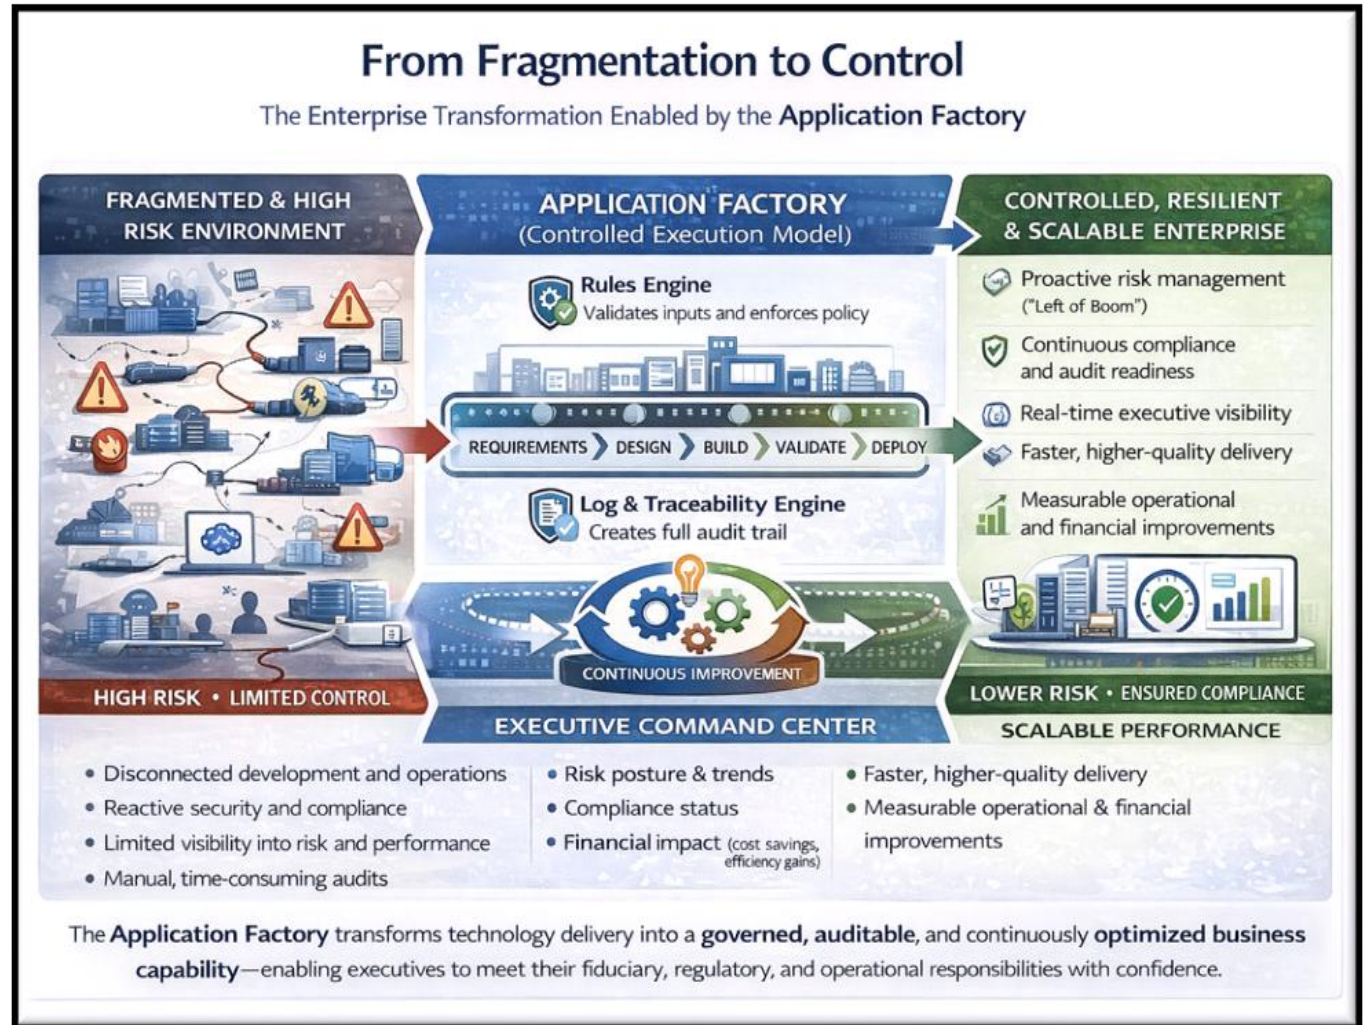 From Fragmentation to Control
The Enterprise Transformation Enabled by the Application Factory
FRAGMENTED & HIGH
RISK ENVIRONMENT
HIGH RISK • LIMITED CONTROL
APPLICATION FACTORY
(Controlled Execution Model)
Rules Engine
Validates inputs and enforces policy
REQUIREMENTS
DESIGN
BUILD
VALIDATE
DEPLOY
Log & Traceability Engine
Creates full audit trail
CONTINUOUS IMPROVEMENT
EXECUTIVE COMMAND CENTER
CONTROLLED, RESILIENT
& SCALABLE ENTERPRISE
Proactive risk management
("Left of Boom")
Continuous compliance
and audit readiness
Real-time executive visibility
Faster, higher-quality delivery
Measurable operational
and financial improvements
LOWER RISK • ENSURED COMPLIANCE
SCALABLE PERFORMANCE
• Disconnected development and operations
• Reactive security and compliance
• Limited visibility into risk and performance
• Manual, time-consuming audits
• Risk posture & trends
• Compliance status
• Financial impact (cost savings,
efficiency gains)
• Faster, higher-quality delivery
• Measurable operational & financial
improvements
The Application Factory transforms technology delivery into a governed, auditable, and continuously optimized business
capability—enabling executives to meet their fiduciary, regulatory, and operational responsibilities with confidence.